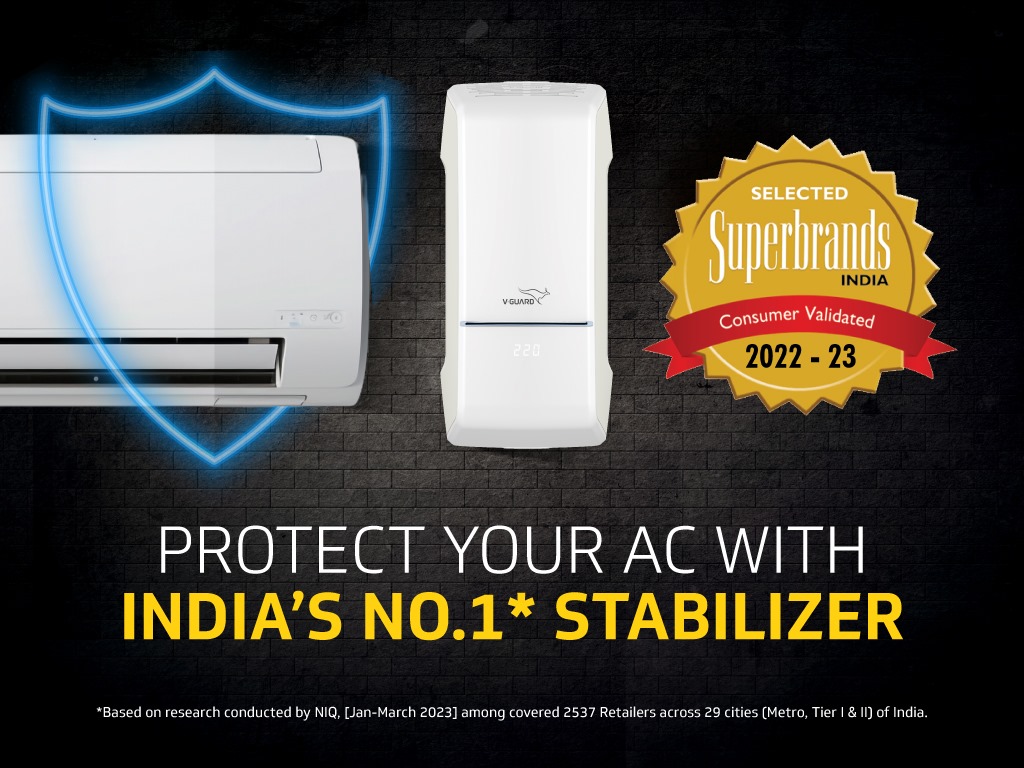 V-GUARD
220
SELECTED
Superbrands
INDIA
Consumer Validated
2022 - 23
PROTECT YOUR AC WITH
INDIA'S NO.1* STABILIZER
*Based on research conducted by NIQ, [Jan-March 2023] among covered 2537 Retailers across 29 cities (Metro, Tier I & II) of India.